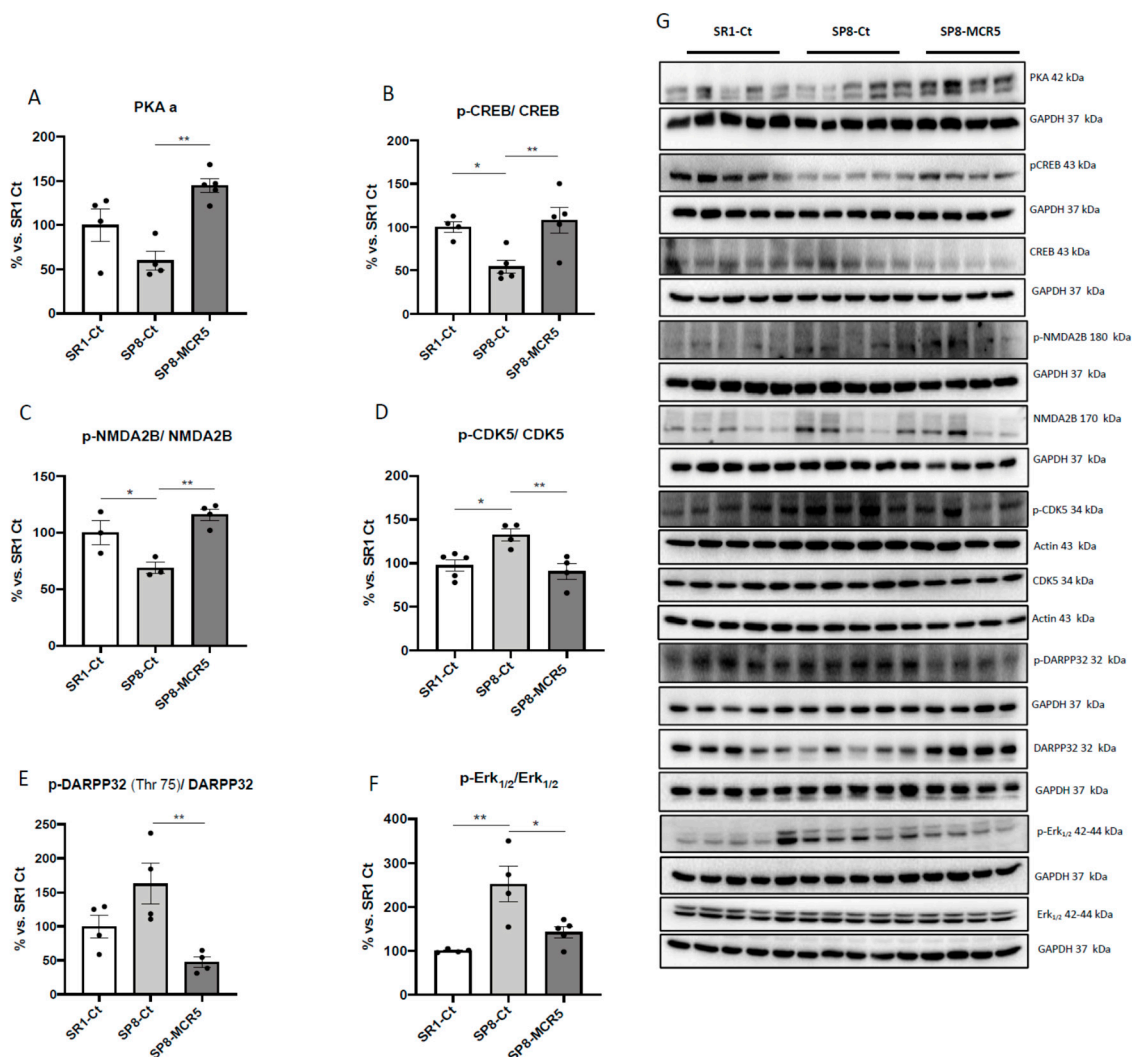 A
PKA a
**
% vs. SR1 Ct
200
150
100
50
0
SR1-Ct
SP8-Ct
SP8-MCR5
B
p-CREB/ CREB
*
**
% vs. SR1 Ct
200
150
100
50
0
SR1-Ct
SP8-Ct
SP8-MCR5
C
p-NMDA2B/ NMDA2B
*
**
% vs. SR1 Ct
150
100
50
0
SR1-Ct
SP8-Ct
SP8-MCR5
D
p-CDK5/ CDK5
*
**
% vs. SR1 Ct
200
150
100
50
0
SR1-Ct
SP8-Ct
SP8-MCR5
E
p-DARPP32 (Thr 75)/ DARPP32
**
% vs. SR1 Ct
250
200
150
100
50
0
SR1-Ct
SP8-Ct
SP8-MCR5
F
p-Erk1/2/Erk1/2
**
*
% vs. SR1 Ct
400
300
200
100
0
SR1-Ct
SP8-Ct
SP8-MCR5
G
SR1-Ct SP8-Ct SP8-MCR5
PKA 42 kDa
GAPDH 37 kDa
pCREB 43 kDa
GAPDH 37 kDa
CREB 43 kDa
GAPDH 37 kDa
p-NMDA2B 180 kDa
GAPDH 37 kDa
NMDA2B 170 kDa
GAPDH 37 kDa
p-CDK5 34 kDa
Actin 43 kDa
CDK5 34 kDa
Actin 43 kDa
p-DARPP32 32 kDa
GAPDH 37 kDa
DARPP32 32 kDa
GAPDH 37 kDa
p-Erk1/2 42-44 kDa
GAPDH 37 kDa
Erk1/2 42-44 kDa
GAPDH 37 kDa